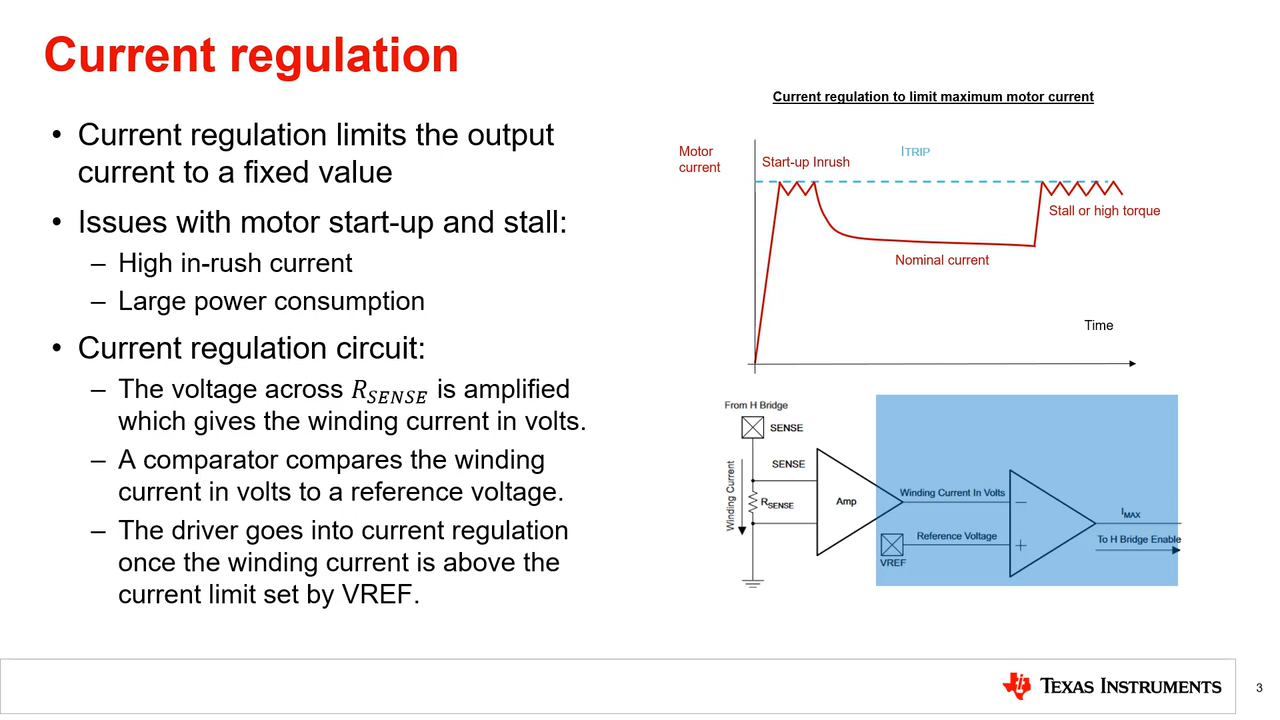 Current regulation
• Current regulation limits the output
current to a fixed value
• Issues with motor start-up and stall:
– High in-rush current
– Large power consumption
• Current regulation circuit:
– The voltage across R_SENSE is amplified
which gives the winding current in volts.
– A comparator compares the winding
current in volts to a reference voltage.
– The driver goes into current regulation
once the winding current is above the
current limit set by VREF.
Current regulation to limit maximum motor current
Motor
current
Start-up Inrush
ITRIP
Stall or high torque
Nominal current
Time
From H Bridge
SENSE
SENSE
Winding Current
RSENSE
Amp
Winding Current In Volts
Reference Voltage
VREF
–
+
IMAX
To H Bridge Enable
TEXAS INSTRUMENTS
3